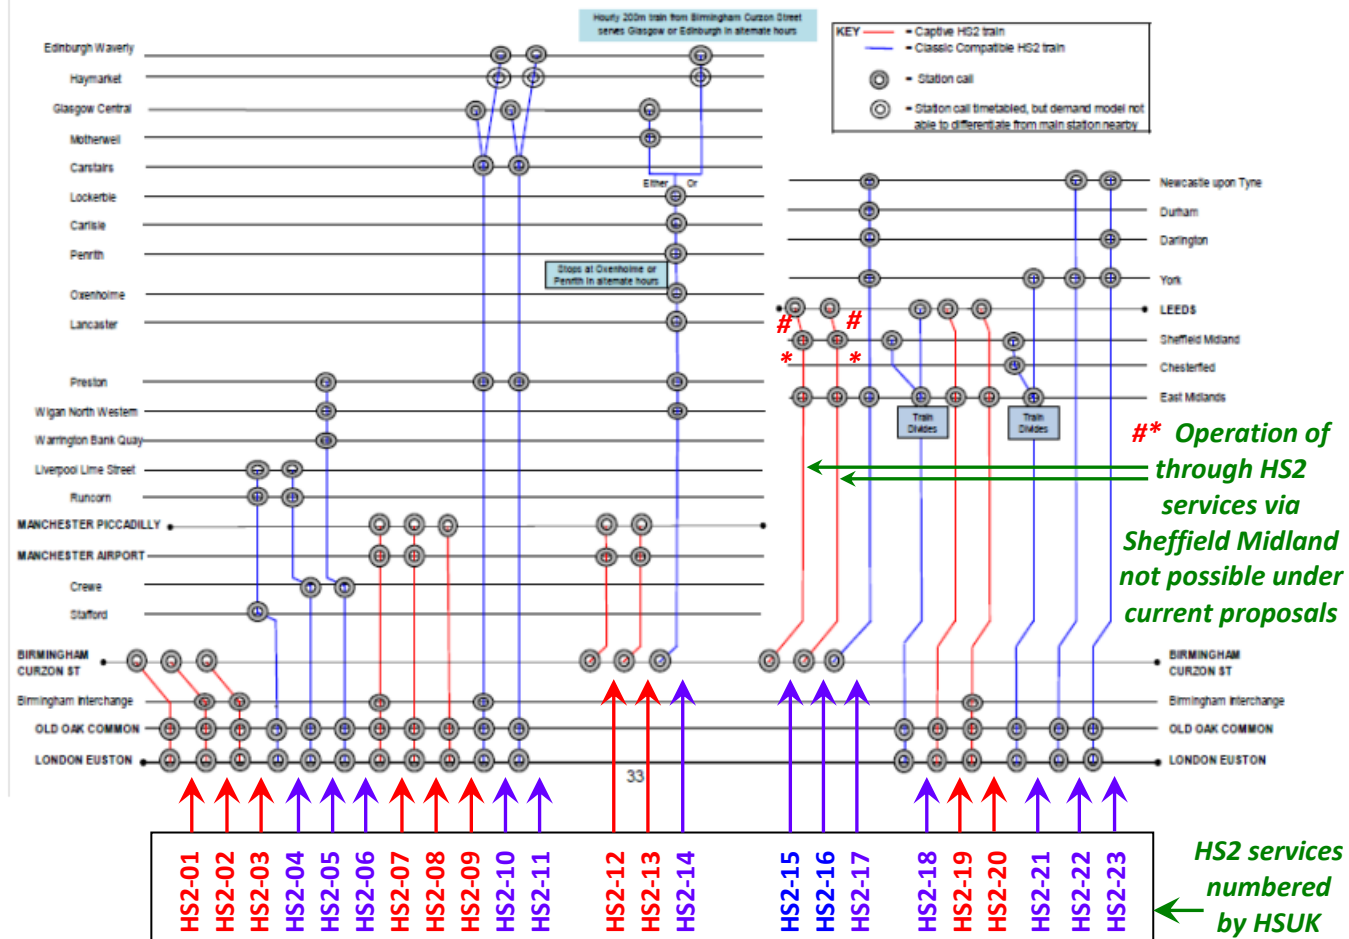 Hourly 200m train from Birmingham Curzon Street
serves Glasgow or Edinburgh in alternate hours
KEY
= Captive HS2 train
= Classic Compatible HS2 train
= Station call
= Station call timetabled, but demand model not
able to differentiate from main station nearby
Edinburgh Waverly
Haymarket
Glasgow Central
Motherwell
Carstairs
Lockerbie
Carlisle
Penrith
Oxenholme
Lancaster
Preston
Wigan North Western
Warrington Bank Quay
Liverpool Lime Street
Runcorn
MANCHESTER PICCADILLY
MANCHESTER AIRPORT
Crewe
Stafford
BIRMINGHAM
CURZON ST
Birmingham Interchange
OLD OAK COMMON
LONDON EUSTON
Either Or
Stops at Oxenholme or
Penrith in alternate hours
Newcastle upon Tyne
Durham
Darlington
York
LEEDS
Sheffield Midland
Chesterfield
East Midlands
# #
* *
Train
Divides
Train
Divides
#* Operation of
through HS2
services via
Sheffield Midland
not possible under
current proposals
BIRMINGHAM
CURZON ST
Birmingham Interchange
OLD OAK COMMON
LONDON EUSTON
33
HS2-01
HS2-02
HS2-03
HS2-04
HS2-05
HS2-06
HS2-07
HS2-08
HS2-09
HS2-10
HS2-11
HS2-12
HS2-13
HS2-14
HS2-15
HS2-16
HS2-17
HS2-18
HS2-19
HS2-20
HS2-21
HS2-22
HS2-23
HS2 services
numbered
by HSUK